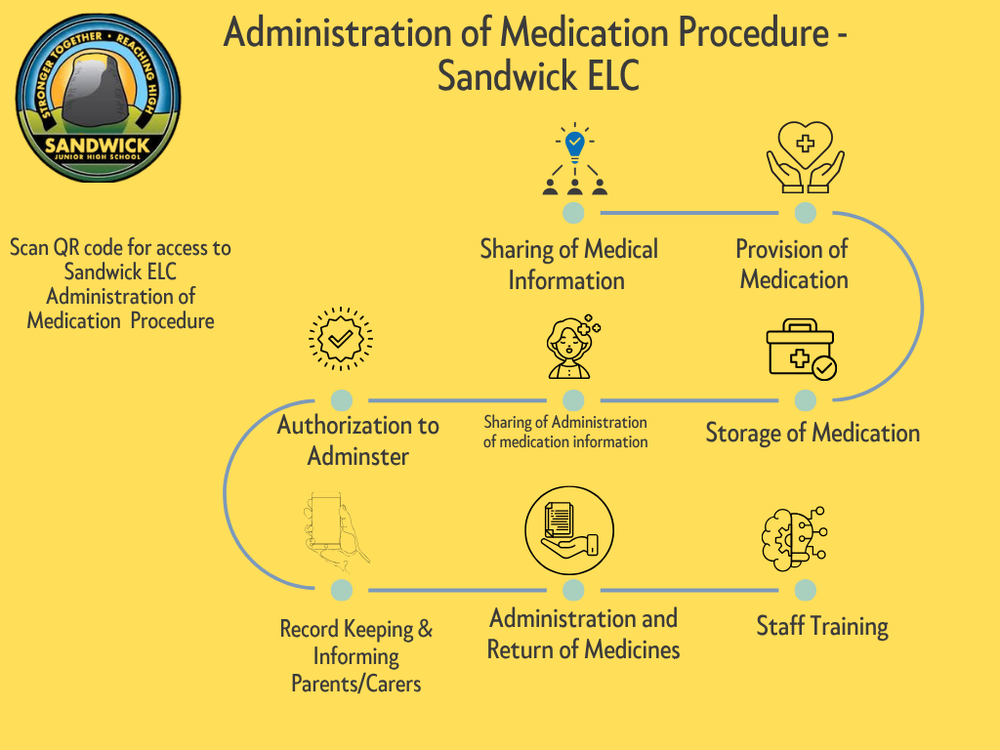 Administration of Medication Procedure -
Sandwick ELC
STRONGER TOGETHER • REACHING HIGH
SANDWICK
JUNIOR HIGH SCHOOL
Scan QR code for access to
Sandwick ELC
Administration of
Medication Procedure
Sharing of Medical
Information
Provision of
Medication
Authorization to
Adminster
Sharing of Administration
of medication information
Storage of Medication
Record Keeping &
Informing
Parents/Carers
Administration and
Return of Medicines
Staff Training